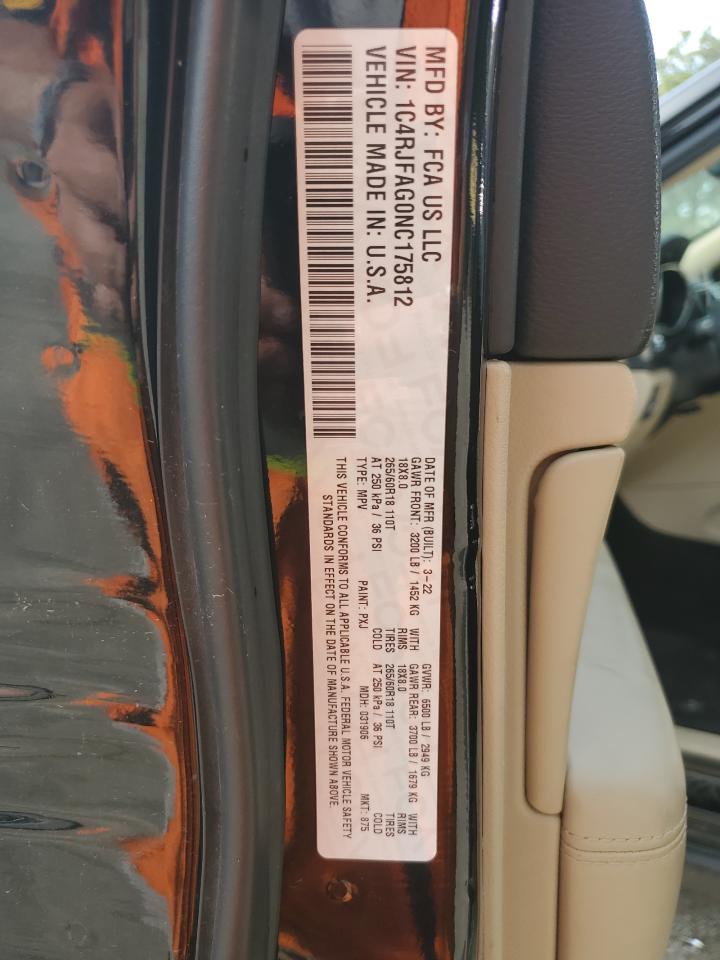 MFD BY: FCA US LLC
VIN: 1C4RJFAG0NC175812
VEHICLE MADE IN: U.S.A.
DATE OF MFR (BUILT): 3-22 GVWR: 6500 LB / 2949 KG
GAWR FRONT: 3200 LB / 1452 KG WITH GAWR REAR: 3700 LB / 1679 KG WITH
18X8.0 RIMS 18X8.0 RIMS
265/60R18 110T TIRES 265/60R18 110T TIRES
AT 250 kPa / 36 PSI COLD AT 250 kPa / 36 PSI COLD
TYPE: MPV PAINT: PXJ MDH: 031906 MKT: 875
THIS VEHICLE CONFORMS TO ALL APPLICABLE U.S.A. FEDERAL MOTOR VEHICLE SAFETY
STANDARDS IN EFFECT ON THE DATE OF MANUFACTURE SHOWN ABOVE.